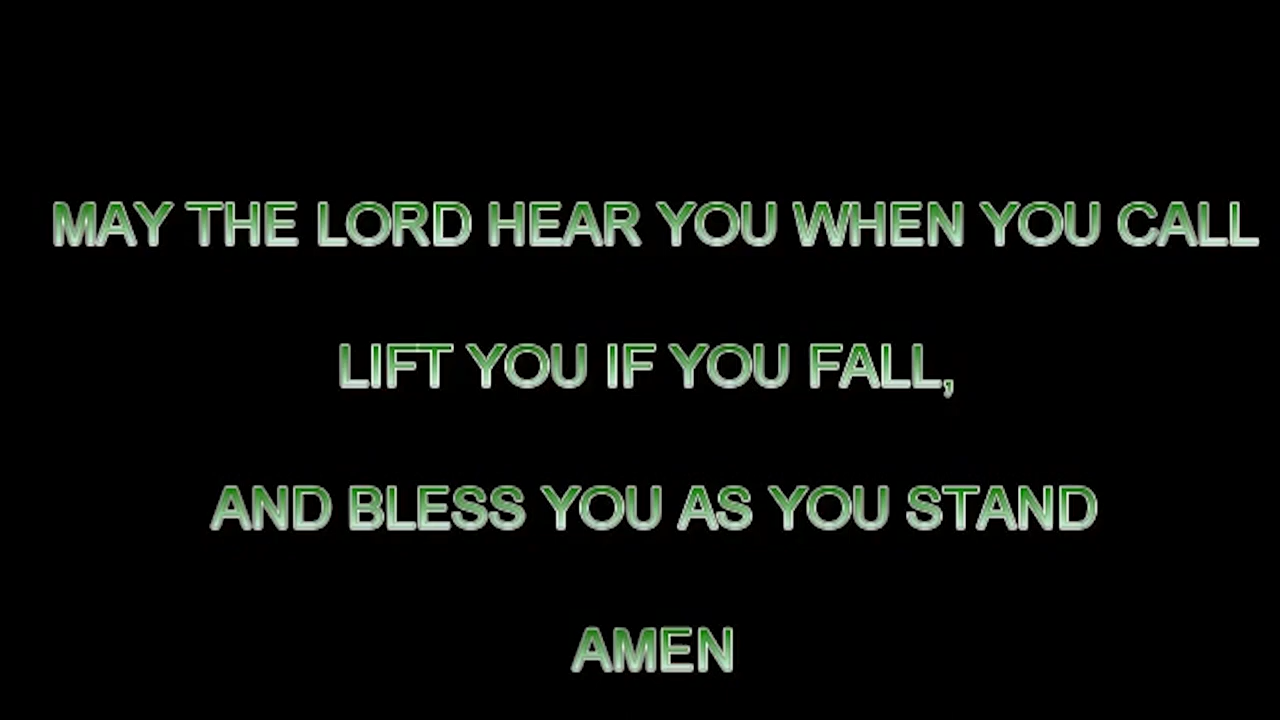 MAY THE LORD HEAR YOU WHEN YOU CALL
LIFT YOU IF YOU FALL,
AND BLESS YOU AS YOU STAND
AMEN